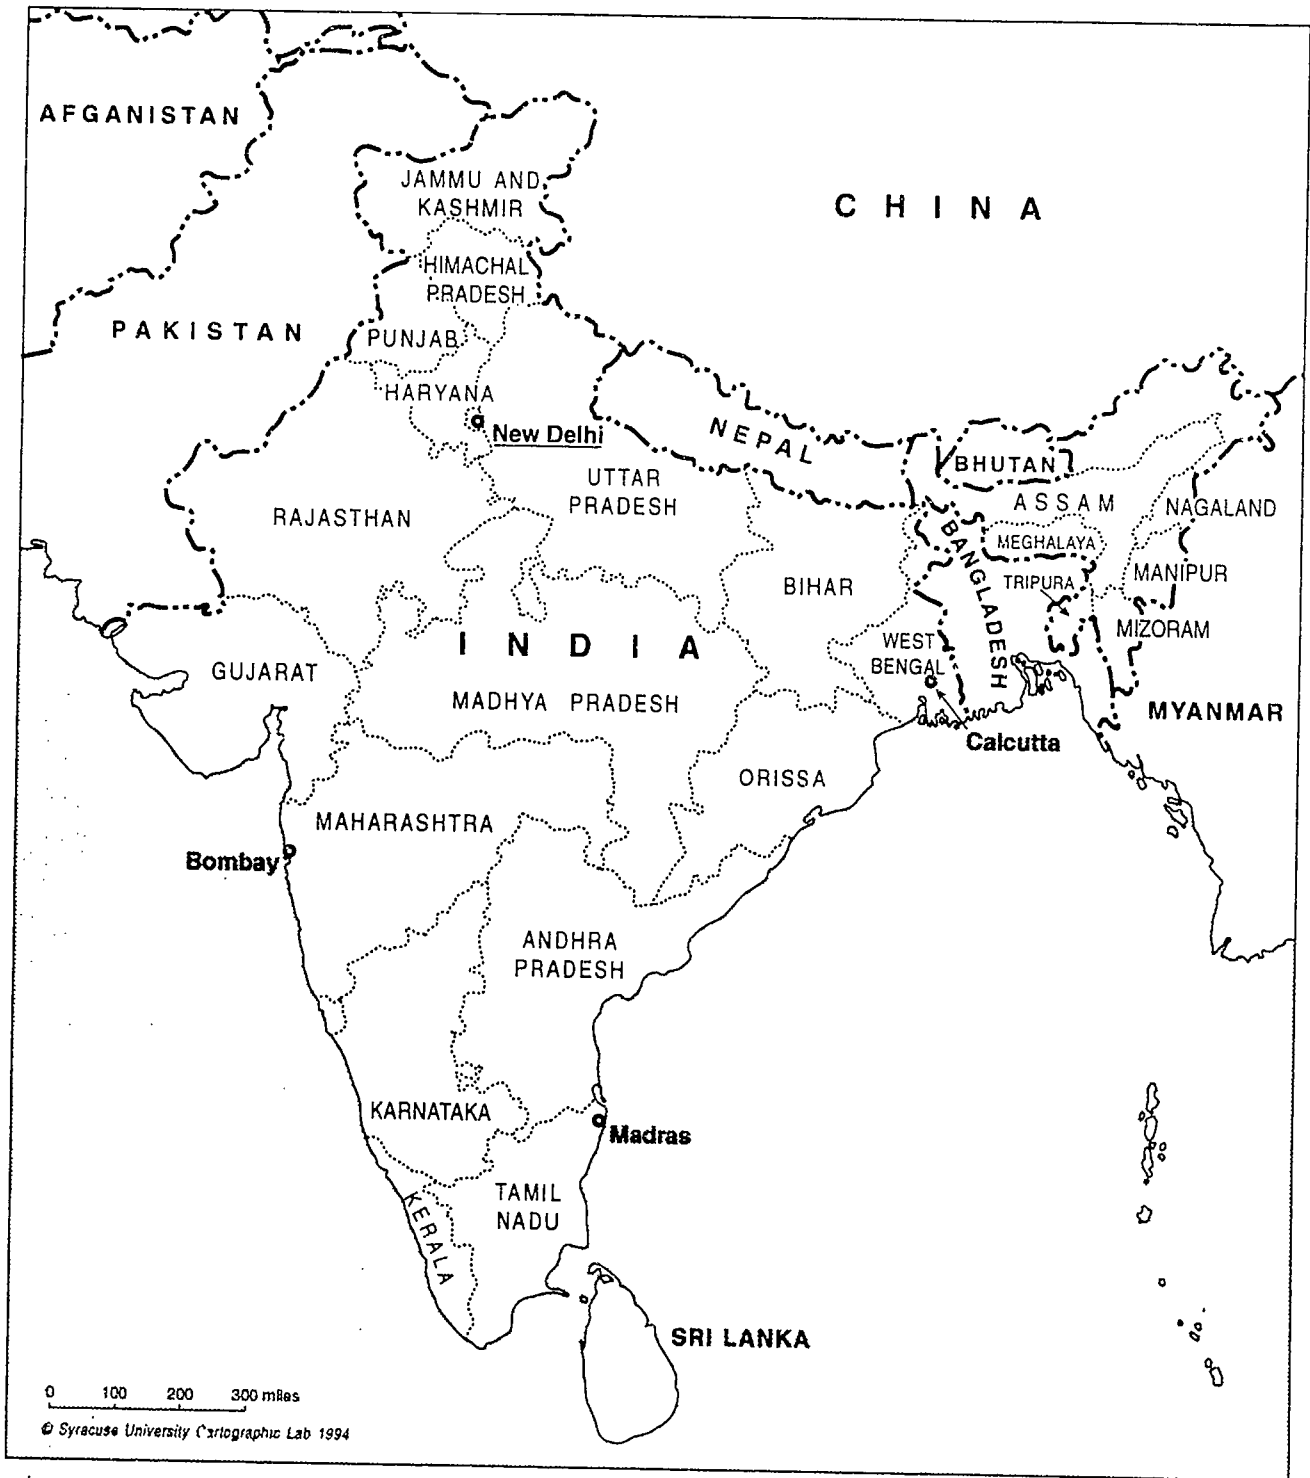 AFGANISTAN
JAMMU AND
KASHMIR
CHINA
HIMACHAL
PRADESH
PAKISTAN
PUNJAB
HARYANA
New Delhi
NEPAL
BHUTAN
UTTAR
PRADESH
ASSAM
NAGALAND
RAJASTHAN
BANGLADESH
MEGHALAYA
BIHAR
TRIPURA
MANIPUR
INDIA
WEST
BENGAL
MIZORAM
GUJARAT
MADHYA PRADESH
MYANMAR
Calcutta
ORISSA
MAHARASHTRA
Bombay
ANDHRA
PRADESH
KARNATAKA
Madras
TAMIL
NADU
KERALA
SRI LANKA
0 100 200 300 miles
© Syracuse University Cartographic Lab 1994